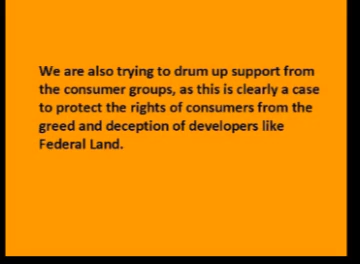 We are also trying to drum up support from
the consumer groups, as this is clearly a case
to protect the rights of consumers from the
greed and deception of developers like
Federal Land.